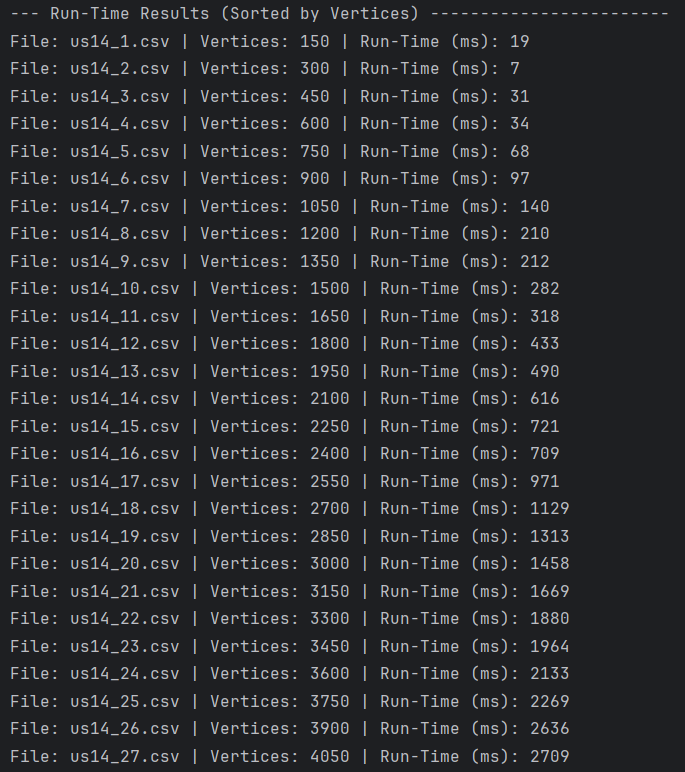 --- Run-Time Results (Sorted by Vertices) ------------------------
File: us14_1.csv | Vertices: 150 | Run-Time (ms): 19
File: us14_2.csv | Vertices: 300 | Run-Time (ms): 7
File: us14_3.csv | Vertices: 450 | Run-Time (ms): 31
File: us14_4.csv | Vertices: 600 | Run-Time (ms): 34
File: us14_5.csv | Vertices: 750 | Run-Time (ms): 68
File: us14_6.csv | Vertices: 900 | Run-Time (ms): 97
File: us14_7.csv | Vertices: 1050 | Run-Time (ms): 140
File: us14_8.csv | Vertices: 1200 | Run-Time (ms): 210
File: us14_9.csv | Vertices: 1350 | Run-Time (ms): 212
File: us14_10.csv | Vertices: 1500 | Run-Time (ms): 282
File: us14_11.csv | Vertices: 1650 | Run-Time (ms): 318
File: us14_12.csv | Vertices: 1800 | Run-Time (ms): 433
File: us14_13.csv | Vertices: 1950 | Run-Time (ms): 490
File: us14_14.csv | Vertices: 2100 | Run-Time (ms): 616
File: us14_15.csv | Vertices: 2250 | Run-Time (ms): 721
File: us14_16.csv | Vertices: 2400 | Run-Time (ms): 709
File: us14_17.csv | Vertices: 2550 | Run-Time (ms): 971
File: us14_18.csv | Vertices: 2700 | Run-Time (ms): 1129
File: us14_19.csv | Vertices: 2850 | Run-Time (ms): 1313
File: us14_20.csv | Vertices: 3000 | Run-Time (ms): 1458
File: us14_21.csv | Vertices: 3150 | Run-Time (ms): 1669
File: us14_22.csv | Vertices: 3300 | Run-Time (ms): 1880
File: us14_23.csv | Vertices: 3450 | Run-Time (ms): 1964
File: us14_24.csv | Vertices: 3600 | Run-Time (ms): 2133
File: us14_25.csv | Vertices: 3750 | Run-Time (ms): 2269
File: us14_26.csv | Vertices: 3900 | Run-Time (ms): 2636
File: us14_27.csv | Vertices: 4050 | Run-Time (ms): 2709